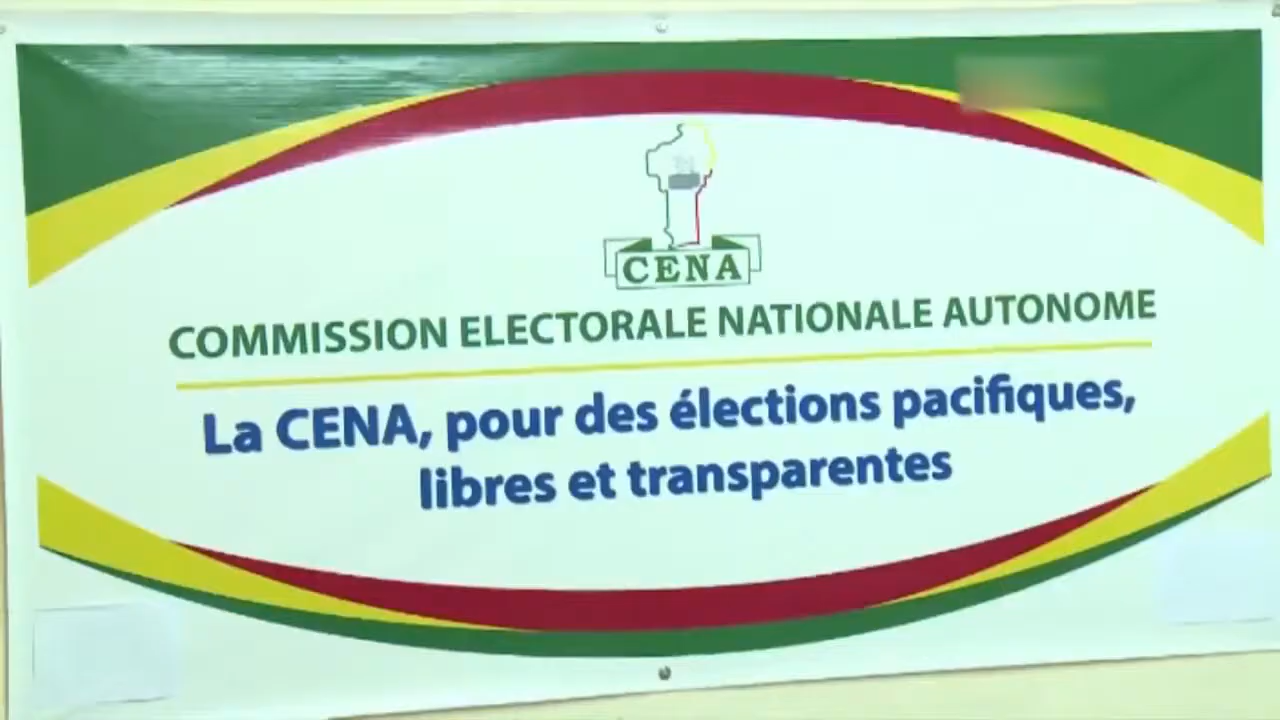 CENA
COMMISSION ELECTORALE NATIONALE AUTONOME
La CENA, pour des élections pacifiques,
libres et transparentes